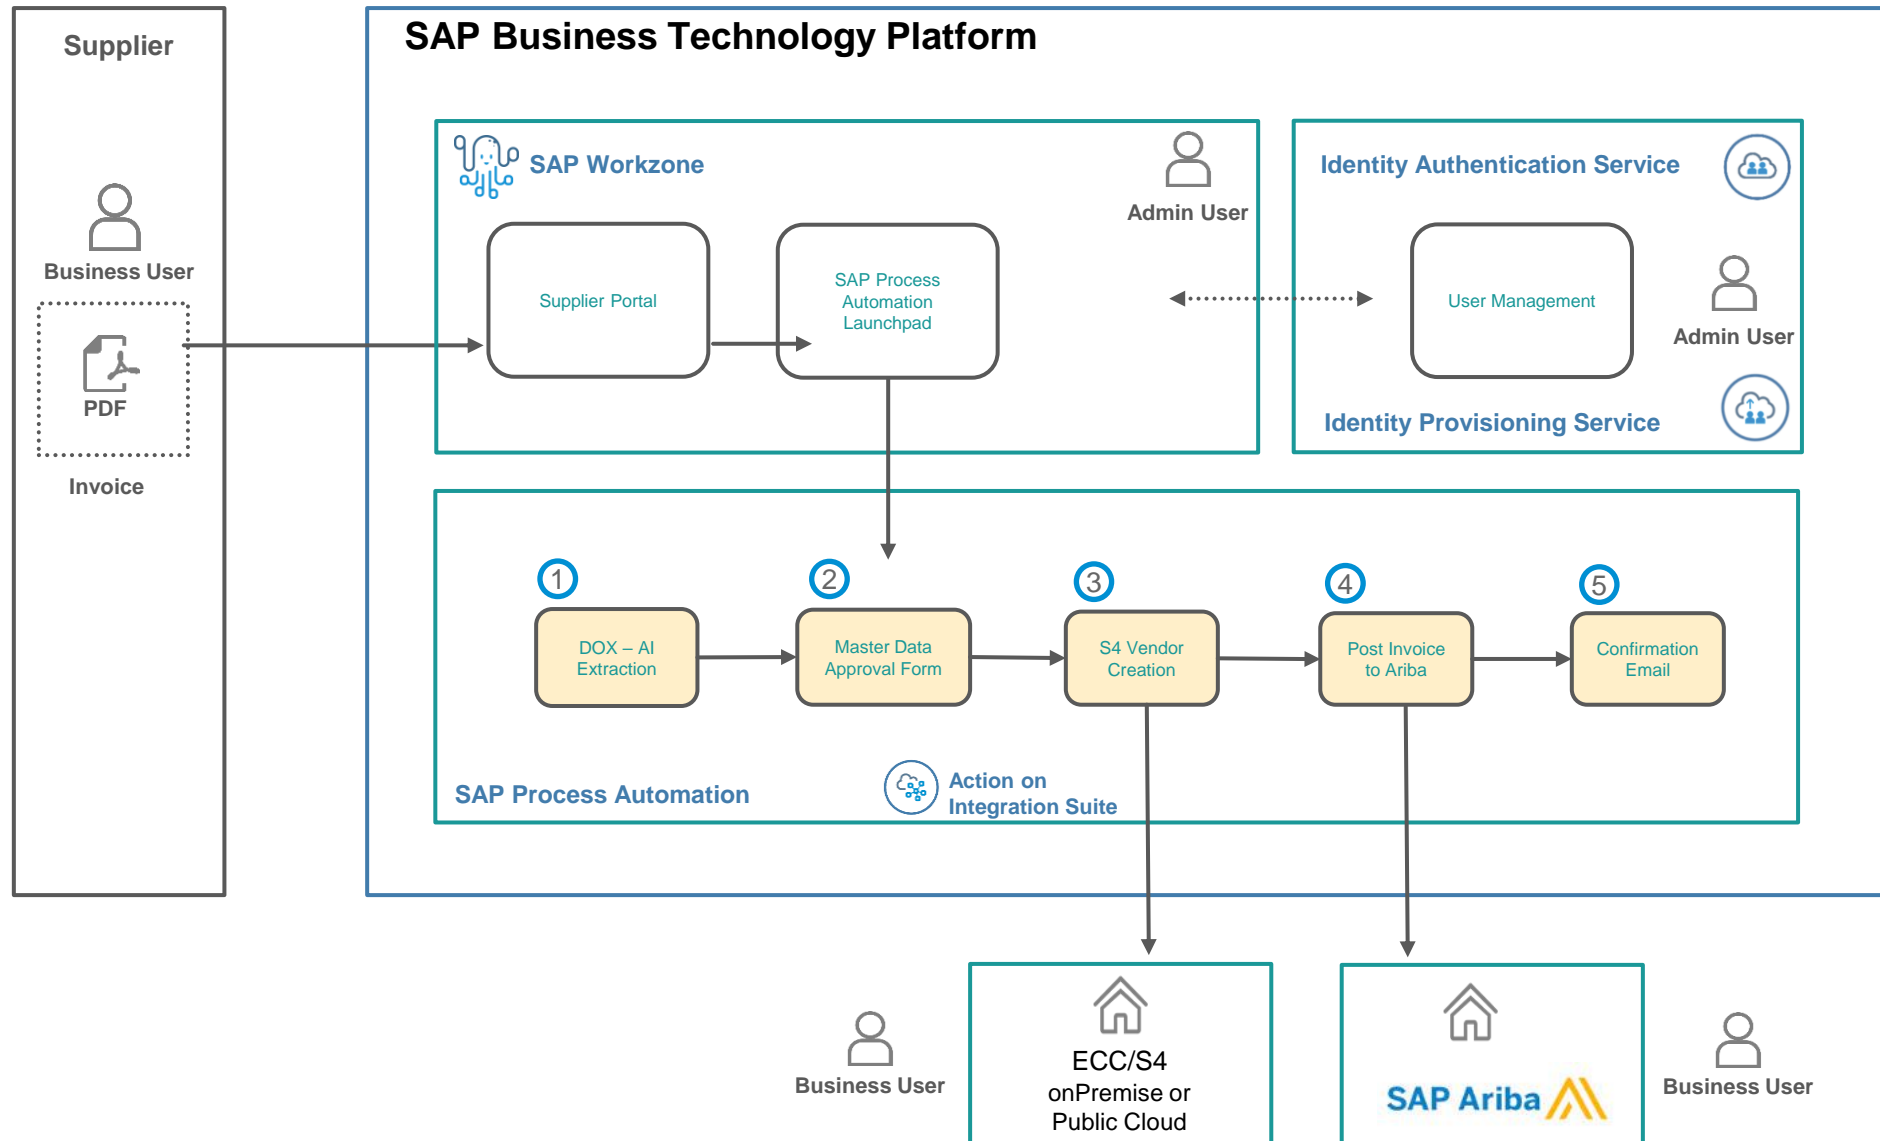 Supplier
Business User
PDF
Invoice
SAP Business Technology Platform
SAP Workzone
Admin User
Supplier Portal
SAP Process
Automation
Launchpad
Identity Authentication Service
User Management
Admin User
Identity Provisioning Service
1
2
3
4
5
DOX – AI
Extraction
Master Data
Approval Form
S4 Vendor
Creation
Post Invoice
to Ariba
Confirmation
Email
SAP Process Automation
Action on
Integration Suite
Business User
ECC/S4
onPremise or
Public Cloud
SAP Ariba
Business User